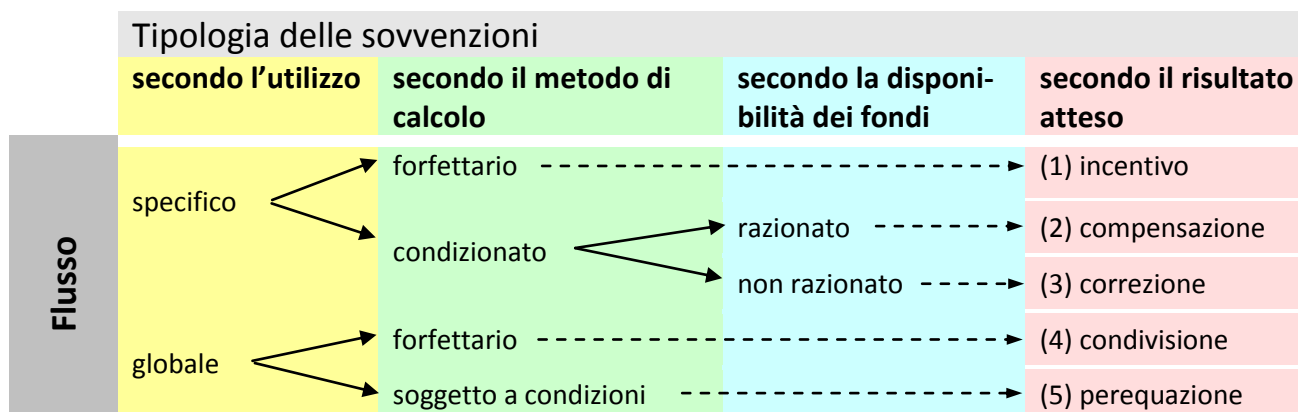 Tipologia delle sovvenzioni
secondo l’utilizzo
secondo il metodo di
calcolo
secondo la disponi-
bilità dei fondi
secondo il risultato
atteso
Flusso
specifico
forfettario
(1) incentivo
condizionato
razionato
(2) compensazione
non razionato
(3) correzione
globale
forfettario
(4) condivisione
soggetto a condizioni
(5) perequazione